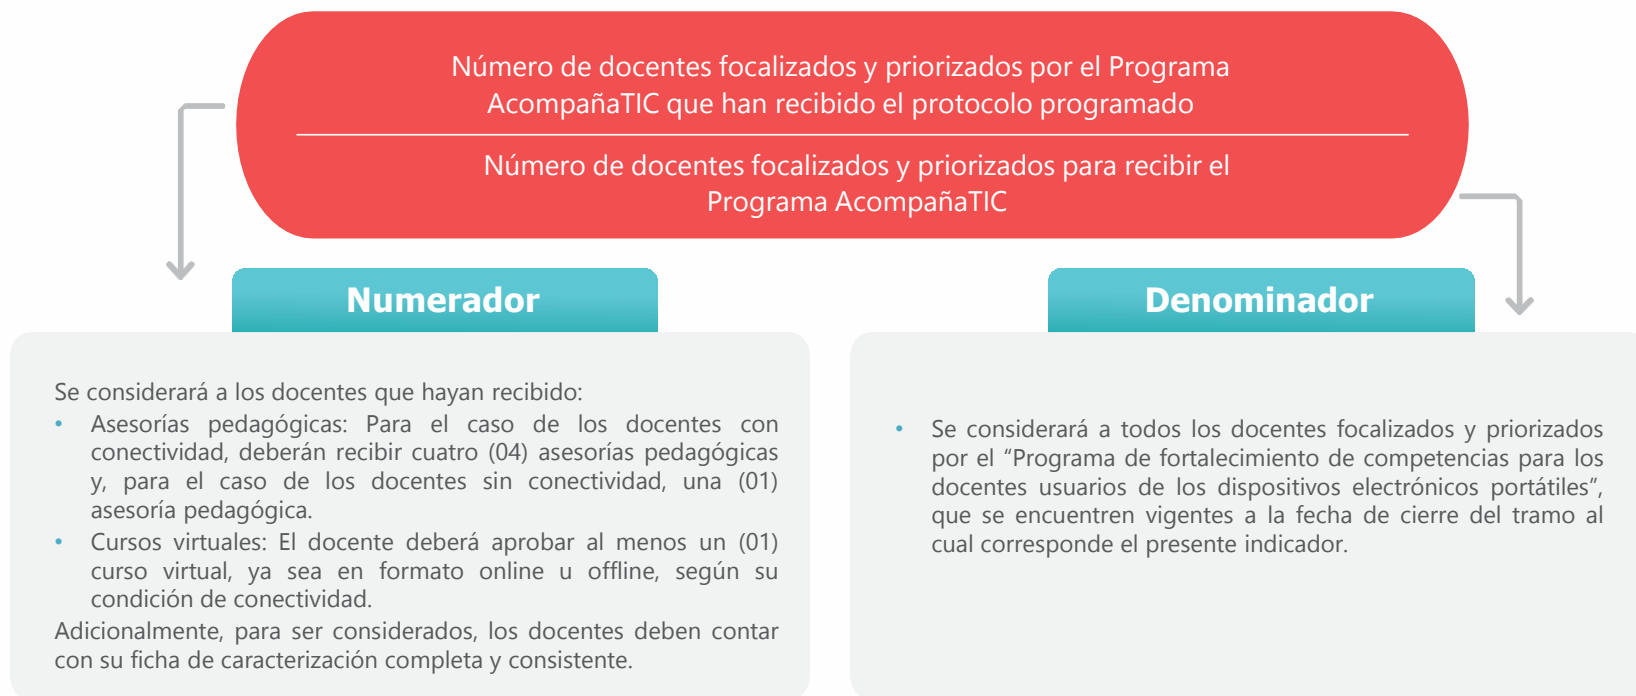 Número de docentes focalizados y priorizados por el Programa
AcompañaTIC que han recibido el protocolo programado
Número de docentes focalizados y priorizados para recibir el
Programa AcompañaTIC
Numerador
Se considerará a los docentes que hayan recibido:
• Asesorías pedagógicas: Para el caso de los docentes con
conectividad, deberán recibir cuatro (04) asesorías pedagógicas
y, para el caso de los docentes sin conectividad, una (01)
asesoría pedagógica.
• Cursos virtuales: El docente deberá aprobar al menos un (01)
curso virtual, ya sea en formato online u offline, según su
condición de conectividad.
Adicionalmente, para ser considerados, los docentes deben contar
con su ficha de caracterización completa y consistente.
Denominador
• Se considerará a todos los docentes focalizados y priorizados
por el “Programa de fortalecimiento de competencias para los
docentes usuarios de los dispositivos electrónicos portátiles”,
que se encuentren vigentes a la fecha de cierre del tramo al
cual corresponde el presente indicador.